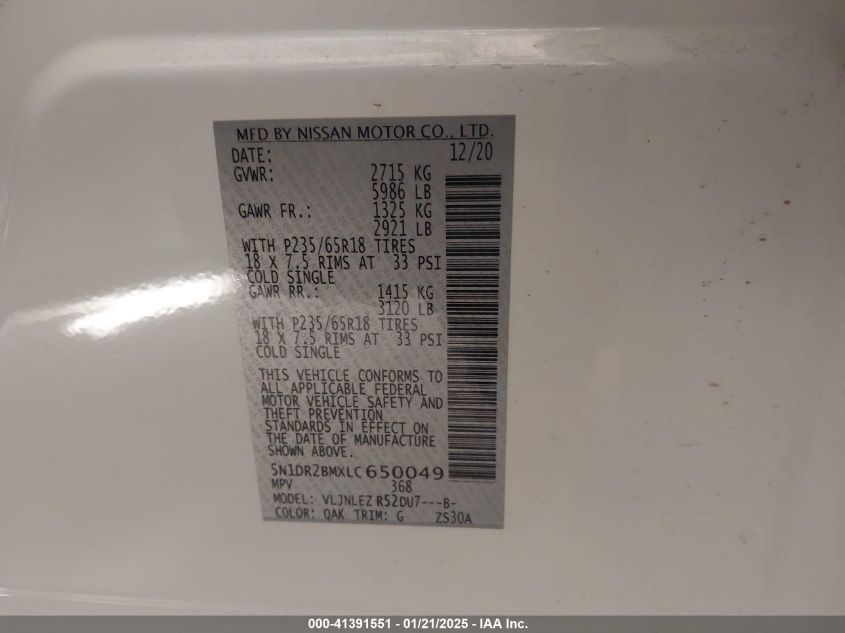 MFD BY NISSAN MOTOR CO., LTD.
DATE: 12/20
GVWR: 2715 KG
5986 LB
GAWR FR.: 1325 KG
2921 LB
WITH P235/65R18 TIRES
18 X 7.5 RIMS AT 33 PSI
COLD SINGLE
GAWR RR.: 1415 KG
3120 LB
WITH P235/65R18 TIRES
18 X 7.5 RIMS AT 33 PSI
COLD SINGLE
THIS VEHICLE CONFORMS TO
ALL APPLICABLE FEDERAL
MOTOR VEHICLE SAFETY AND
THEFT PREVENTION
STANDARDS IN EFFECT ON
THE DATE OF MANUFACTURE
SHOWN ABOVE.
5N1DR2BMXLC650049
MPV 368
MODEL: VLJNLEZ R52DU7---B-
COLOR: QAK TRIM: G ZS30A
000-41391551 / 01/21/2025 - IAA Inc.